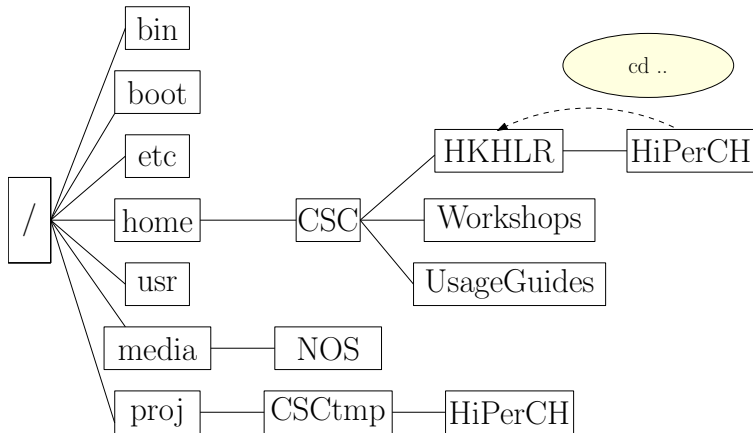 bin
boot
cd ..
etc
HKHLR
HiPerCH
/
home
CSC
Workshops
usr
UsageGuides
media
NOS
proj
CSCtmp
HiPerCH